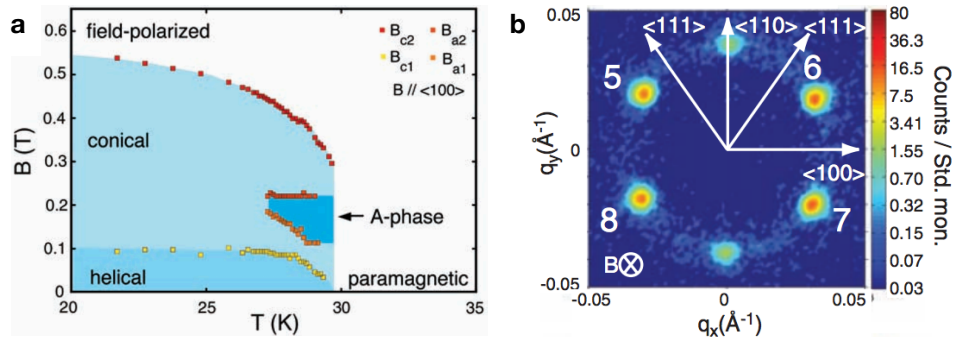 a
0.6
0.5
0.4
0.3
0.2
0.1
0
B (T)
field-polarized
B_c2 B_a2
B_c1 B_a1
B // <100>
conical
A-phase
helical
paramagnetic
20 25 30 35
T (K)
b
0.05
0
-0.05
q_y(Å⁻¹)
<111> <110> <111>
5 6
<100>
8 7
B
-0.05 0 0.05
q_x(Å⁻¹)
80
36.3
16.5
7.5
3.41
1.55
0.70
0.32
0.15
0.07
0.03
Counts / Std. mon.